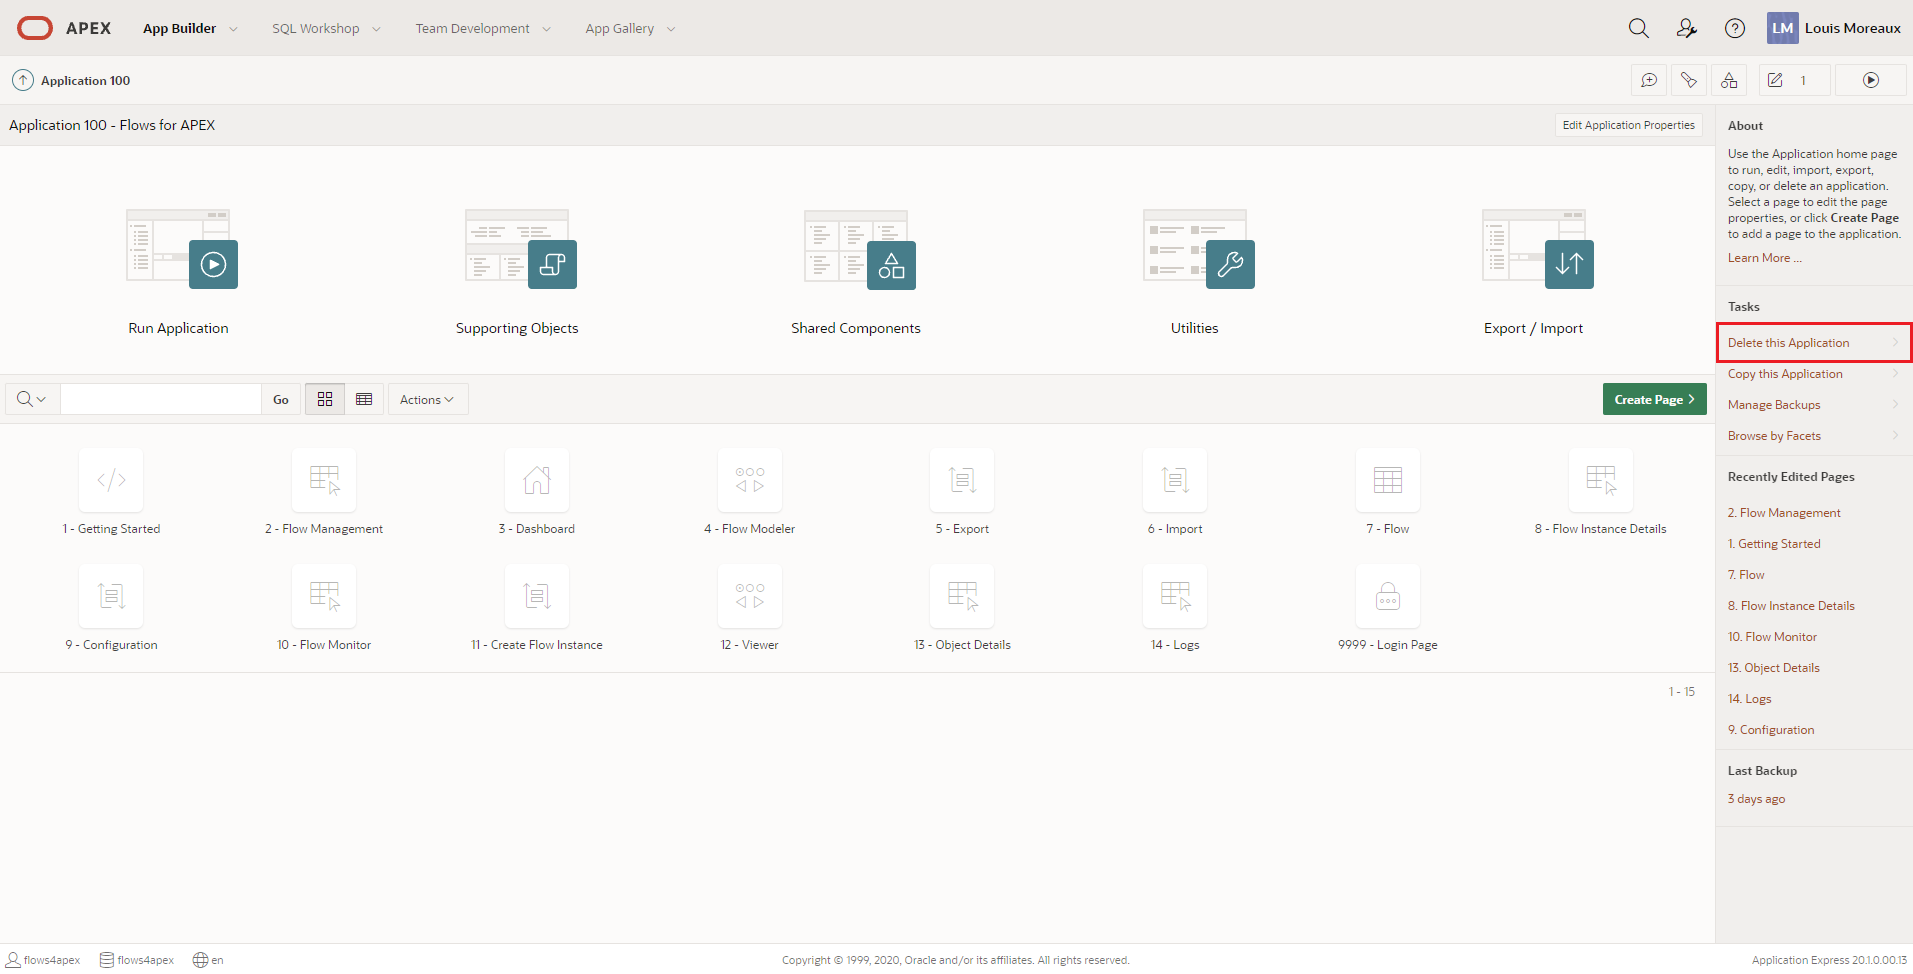 APEX App Builder SQL Workshop Team Development App Gallery LM Louis Moreaux
Application 100 1
Application 100 - Flows for APEX Edit Application Properties
Run Application Supporting Objects Shared Components Utilities Export / Import
Go Actions Create Page
1 - Getting Started 2 - Flow Management 3 - Dashboard 4 - Flow Modeler 5 - Export 6 - Import 7 - Flow 8 - Flow Instance Details
9 - Configuration 10 - Flow Monitor 11 - Create Flow Instance 12 - Viewer 13 - Object Details 14 - Logs 9999 - Login Page
1 - 15
About
Use the Application home page
to run, edit, import, export,
copy, or delete an application.
Select a page to edit the page
properties, or click Create Page
to add a page to the application.
Learn More ...
Tasks
Delete this Application
Copy this Application
Manage Backups
Browse by Facets
Recently Edited Pages
2. Flow Management
1. Getting Started
7. Flow
8. Flow Instance Details
10. Flow Monitor
13. Object Details
14. Logs
9. Configuration
Last Backup
3 days ago
flows4apex flows4apex en Copyright © 1999, 2020, Oracle and/or its affiliates. All rights reserved. Application Express 20.1.0.00.13